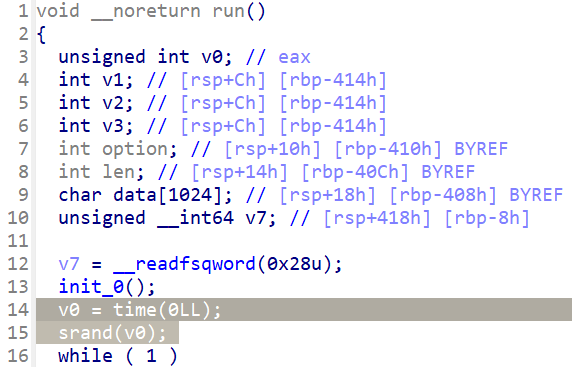 1 void __noreturn run()
2 {
3 unsigned int v0; // eax
4 int v1; // [rsp+Ch] [rbp-414h]
5 int v2; // [rsp+Ch] [rbp-414h]
6 int v3; // [rsp+Ch] [rbp-414h]
7 int option; // [rsp+10h] [rbp-410h] BYREF
8 int len; // [rsp+14h] [rbp-40Ch] BYREF
9 char data[1024]; // [rsp+18h] [rbp-408h] BYREF
10 unsigned __int64 v7; // [rsp+418h] [rbp-8h]
11
12 v7 = __readfsqword(0x28u);
13 init_0();
14 v0 = time(0LL);
15 srand(v0);
16 while ( 1 )